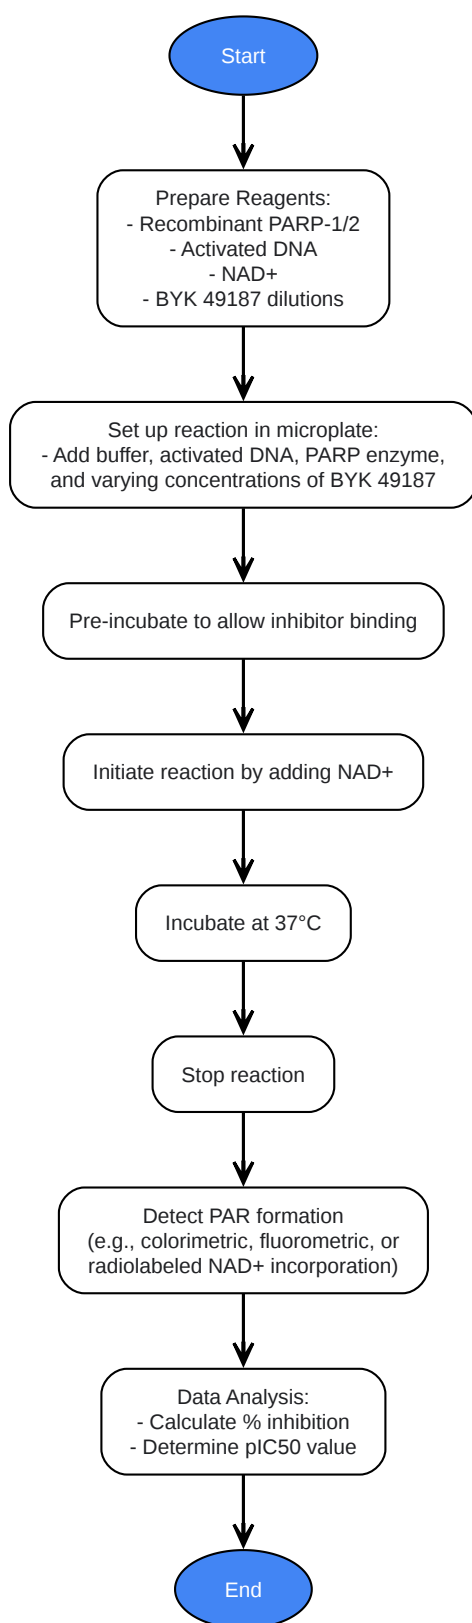 Start
Prepare Reagents:
- Recombinant PARP-1/2
- Activated DNA
- NAD+
- BYK 49187 dilutions
Set up reaction in microplate:
- Add buffer, activated DNA, PARP enzyme,
and varying concentrations of BYK 49187
Pre-incubate to allow inhibitor binding
Initiate reaction by adding NAD+
Incubate at 37°C
Stop reaction
Detect PAR formation
(e.g., colorimetric, fluorometric, or
radiolabeled NAD+ incorporation)
Data Analysis:
- Calculate % inhibition
- Determine pIC50 value
End